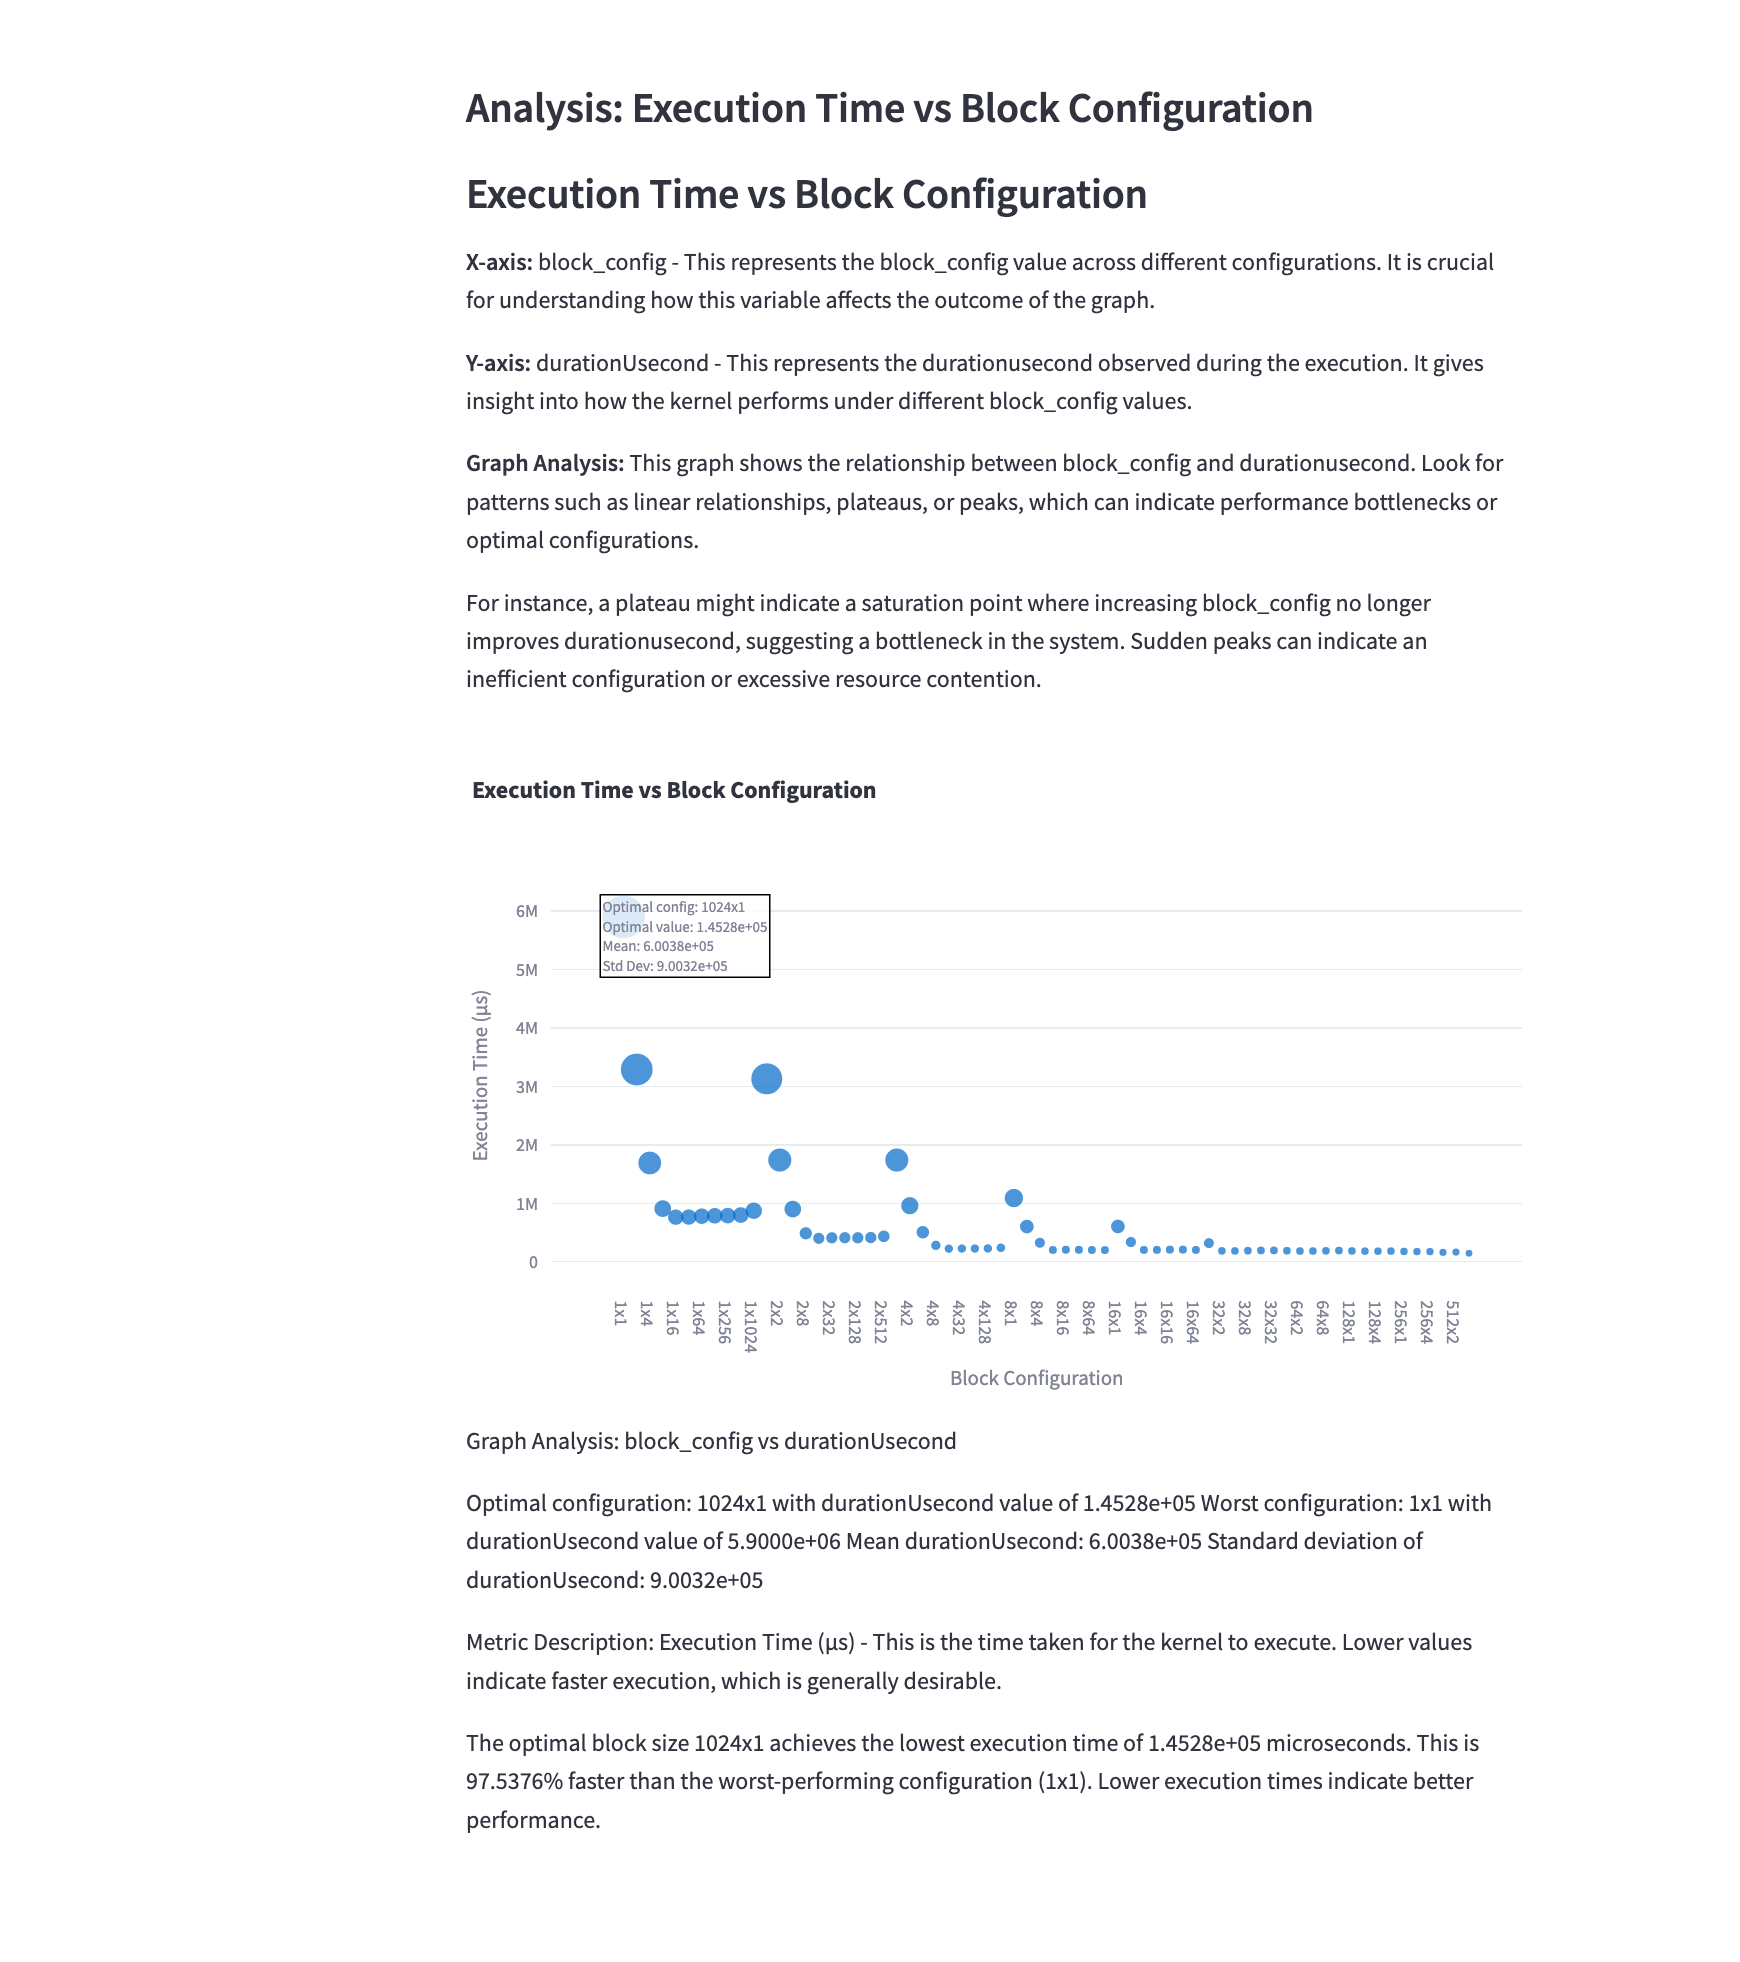 Analysis: Execution Time vs Block Configuration
Execution Time vs Block Configuration
X-axis: block_config - This represents the block_config value across different configurations. It is crucial
for understanding how this variable affects the outcome of the graph.
Y-axis: durationUsecond - This represents the durationusecond observed during the execution. It gives
insight into how the kernel performs under different block_config values.
Graph Analysis: This graph shows the relationship between block_config and durationusecond. Look for
patterns such as linear relationships, plateaus, or peaks, which can indicate performance bottlenecks or
optimal configurations.
For instance, a plateau might indicate a saturation point where increasing block_config no longer
improves durationusecond, suggesting a bottleneck in the system. Sudden peaks can indicate an
inefficient configuration or excessive resource contention.
Execution Time vs Block Configuration
Optimal config: 1024x1
Optimal value: 1.4528e+05
Mean: 6.0038e+05
Std Dev: 9.0032e+05
6M
5M
4M
3M
2M
1M
0
Execution Time (µs)
1x1
1x4
1x16
1x64
1x256
1x1024
2x2
2x8
2x32
2x128
2x512
4x2
4x8
4x32
4x128
8x1
8x4
8x16
8x64
16x1
16x4
16x16
16x64
32x2
32x8
32x32
64x2
64x8
128x1
128x4
256x1
256x4
512x2
Block Configuration
Graph Analysis: block_config vs durationUsecond
Optimal configuration: 1024x1 with durationUsecond value of 1.4528e+05 Worst configuration: 1x1 with
durationUsecond value of 5.9000e+06 Mean durationUsecond: 6.0038e+05 Standard deviation of
durationUsecond: 9.0032e+05
Metric Description: Execution Time (µs) - This is the time taken for the kernel to execute. Lower values
indicate faster execution, which is generally desirable.
The optimal block size 1024x1 achieves the lowest execution time of 1.4528e+05 microseconds. This is
97.5376% faster than the worst-performing configuration (1x1). Lower execution times indicate better
performance.